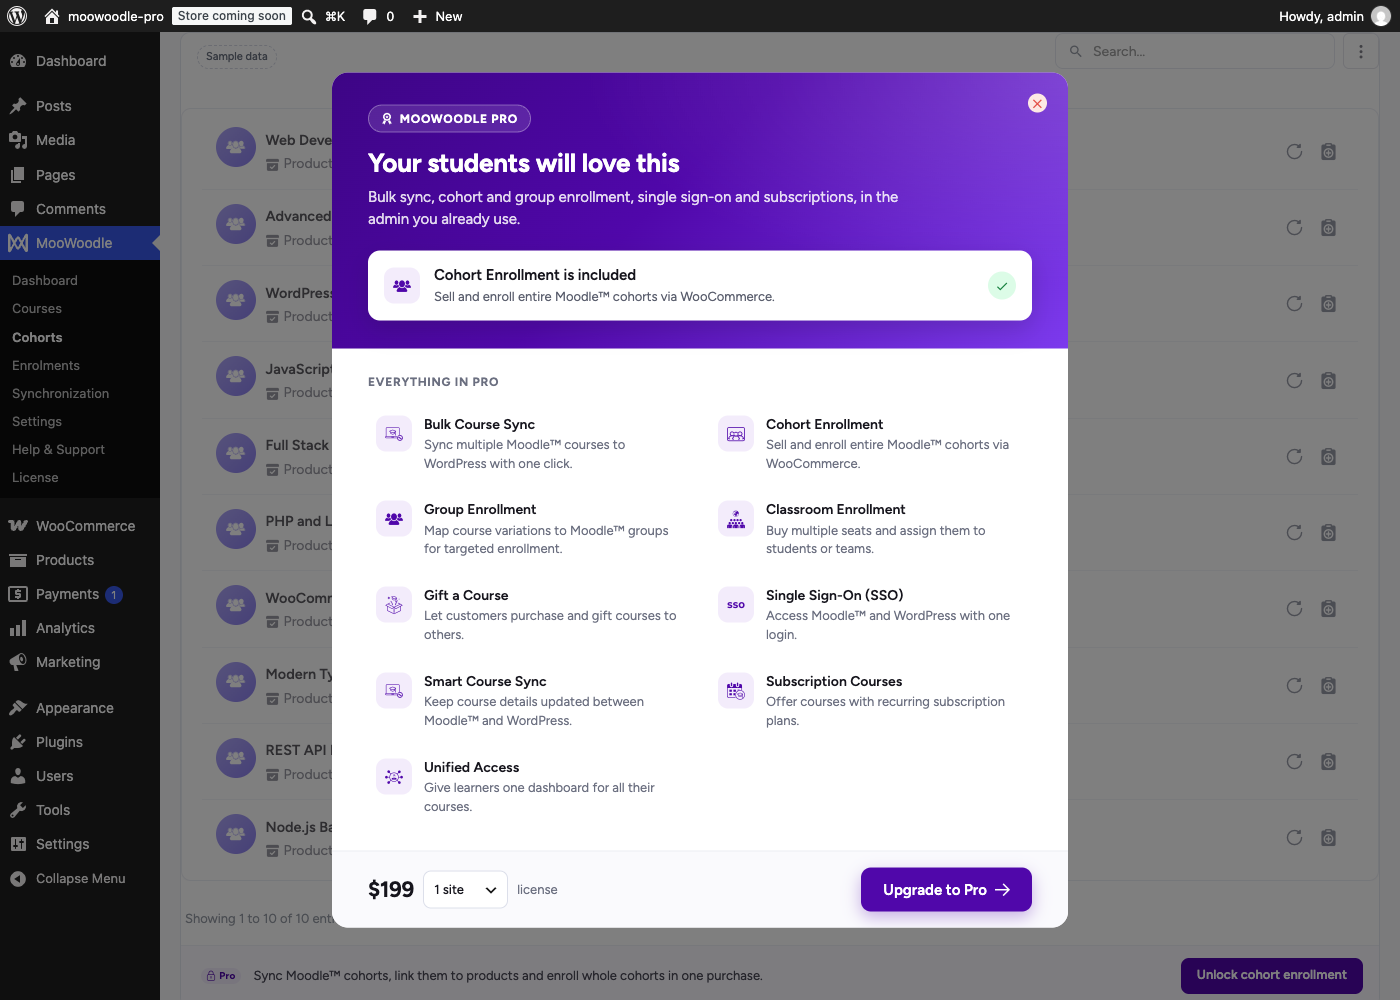 moowoodle-pro
Store coming soon
⌘K
0
New
Howdy, admin
Dashboard
Posts
Media
Pages
Comments
MooWoodle
Dashboard
Courses
Cohorts
Enrolments
Synchronization
Settings
Help & Support
License
WooCommerce
Products
Payments 1
Analytics
Marketing
Appearance
Plugins
Users
Tools
Settings
Collapse Menu
Sample data
Search...
Web Deve
Product
Advanced
Product
WordPress
Product
JavaScript
Product
Full Stack
Product
PHP and L
Product
WooComm
Product
Modern Ty
Product
REST API
Product
Node.js Ba
Product
Showing 1 to 10 of 10 entr
Pro
Sync Moodle™ cohorts, link them to products and enroll whole cohorts in one purchase.
Unlock cohort enrollment
MOOWOODLE PRO
Your students will love this
Bulk sync, cohort and group enrollment, single sign-on and subscriptions, in the
admin you already use.
Cohort Enrollment is included
Sell and enroll entire Moodle™ cohorts via WooCommerce.
EVERYTHING IN PRO
Bulk Course Sync
Sync multiple Moodle™ courses to
WordPress with one click.
Cohort Enrollment
Sell and enroll entire Moodle™ cohorts via
WooCommerce.
Group Enrollment
Map course variations to Moodle™ groups
for targeted enrollment.
Classroom Enrollment
Buy multiple seats and assign them to
students or teams.
Gift a Course
Let customers purchase and gift courses to
others.
SSO
Single Sign-On (SSO)
Access Moodle™ and WordPress with one
login.
Smart Course Sync
Keep course details updated between
Moodle™ and WordPress.
Subscription Courses
Offer courses with recurring subscription
plans.
Unified Access
Give learners one dashboard for all their
courses.
$199
1 site
license
Upgrade to Pro